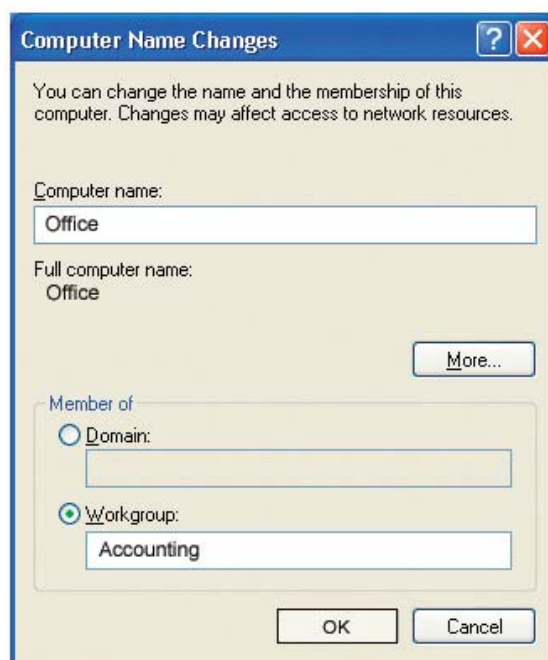 Computer Name Changes
You can change the name and the membership of this
computer. Changes may affect access to network resources.
Computer name:
Office
Full computer name:
Office
More...
Member of
Domain:
Workgroup:
Accounting
OK Cancel